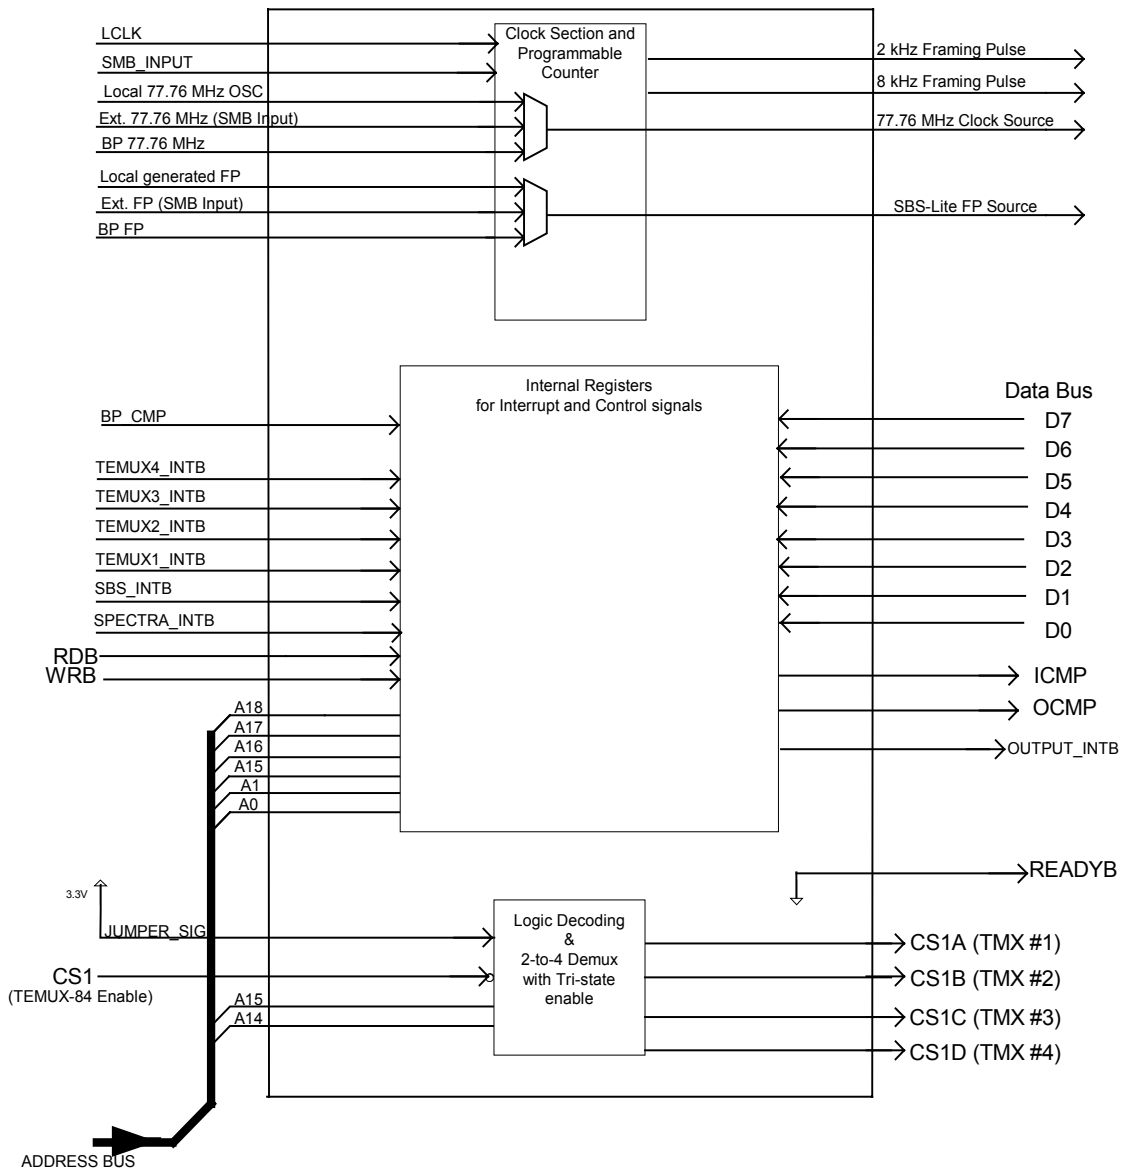 LCLK
SMB_INPUT
Local 77.76 MHz OSC
Ext. 77.76 MHz (SMB Input)
BP 77.76 MHz
Local generated FP
Ext. FP (SMB Input)
BP FP
Clock Section and
Programmable
Counter
2 kHz Framing Pulse
8 kHz Framing Pulse
77.76 MHz Clock Source
SBS-Lite FP Source
Internal Registers
for Interrupt and Control signals
BP_CMP
TEMUX4_INTB
TEMUX3_INTB
TEMUX2_INTB
TEMUX1_INTB
SBS_INTB
SPECTRA_INTB
RDB
WRB
A18
A17
A16
A15
A1
A0
Data Bus
D7
D6
D5
D4
D3
D2
D1
D0
ICMP
OCMP
OUTPUT_INTB
READYB
3.3V
JUMPER_SIG
CS1
(TEMUX-84 Enable)
A15
A14
Logic Decoding
&
2-to-4 Demux
with Tri-state
enable
CS1A (TMX #1)
CS1B (TMX #2)
CS1C (TMX #3)
CS1D (TMX #4)
ADDRESS BUS